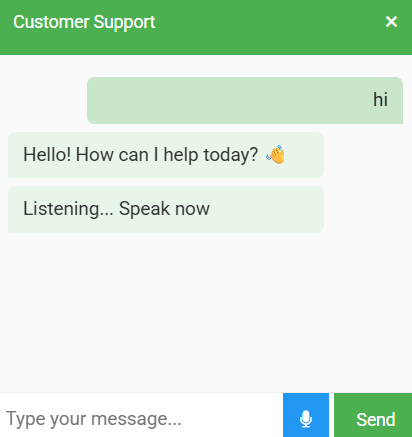 Customer Support ×
hi
Hello! How can I help today? 👋
Listening... Speak now
Type your message...
Send